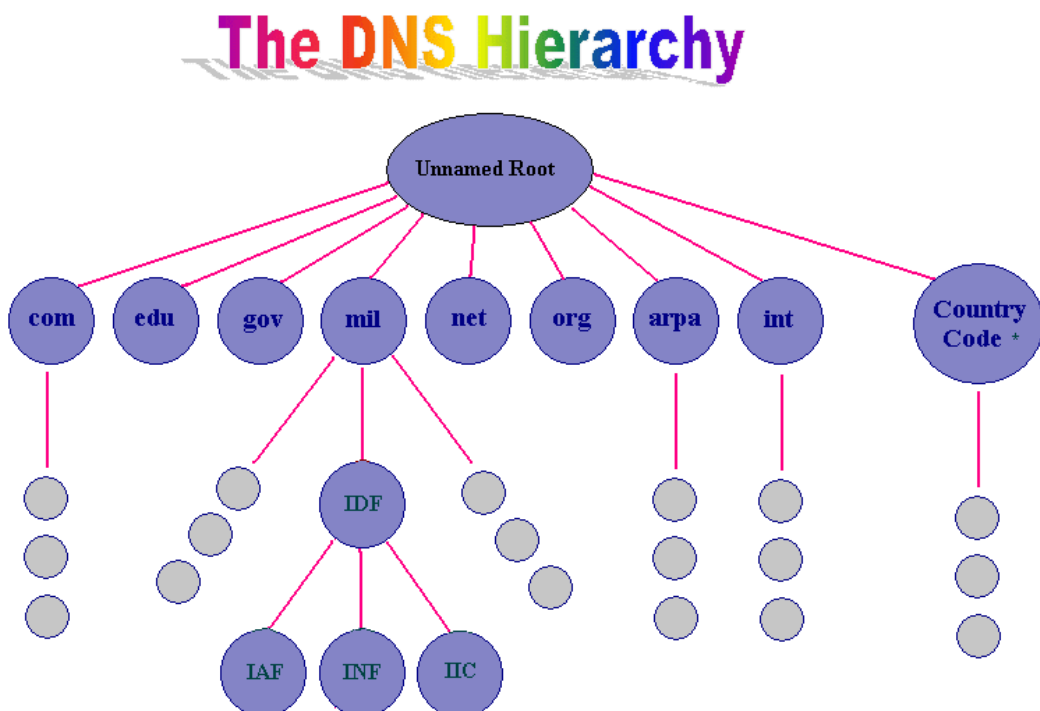 The DNS Hierarchy
Unnamed Root
com edu gov mil net org arpa int Country
Code *
IDF
IAF INF IIC